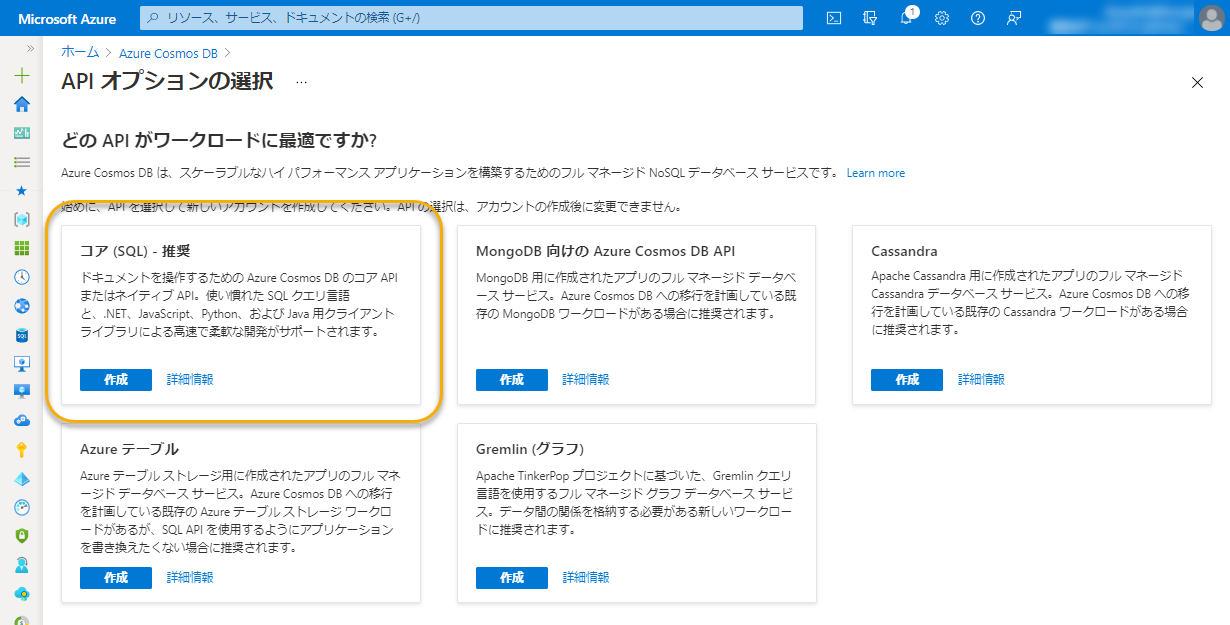 Microsoft Azure
リソース、サービス、ドキュメントの検索 (G+/)
1
ホーム > Azure Cosmos DB >
API オプションの選択 …
どの API がワークロードに最適ですか?
Azure Cosmos DB は、スケーラブルなハイ パフォーマンス アプリケーションを構築するためのフル マネージド NoSQL データベース サービスです。 Learn more
始めに、API を選択して新しいアカウントを作成してください。API の選択は、アカウントの作成後に変更できません。
コア (SQL) - 推奨
ドキュメントを操作するための Azure Cosmos DB のコア API
またはネイティブ API。使い慣れた SQL クエリ言語
と、.NET、JavaScript、Python、および Java 用クライアント
ライブラリによる高速で柔軟な開発がサポートされます。
作成 詳細情報
MongoDB 向けの Azure Cosmos DB API
MongoDB 用に作成されたアプリのフル マネージド データベ
ース サービス。Azure Cosmos DB への移行を計画している既
存の MongoDB ワークロードがある場合に推奨されます。
作成 詳細情報
Cassandra
Apache Cassandra 用に作成されたアプリのフル マネージド
Cassandra データベース サービス。Azure Cosmos DB への移
行を計画している既存の Cassandra ワークロードがある場合
に推奨されます。
作成 詳細情報
Azure テーブル
Azure テーブル ストレージ用に作成されたアプリのフル マネ
ージド データベース サービス。Azure Cosmos DB への移行
を計画している既存の Azure テーブル ストレージ ワークロ
ードがあるが、SQL API を使用するようにアプリケーション
を書き換えたくない場合に推奨されます。
作成 詳細情報
Gremlin (グラフ)
Apache TinkerPop プロジェクトに基づいた、Gremlin クエリ
言語を使用するフル マネージド グラフ データベース サービ
ス。データ間の関係を格納する必要がある新しいワークロー
ドに推奨されます。
作成 詳細情報
SQL